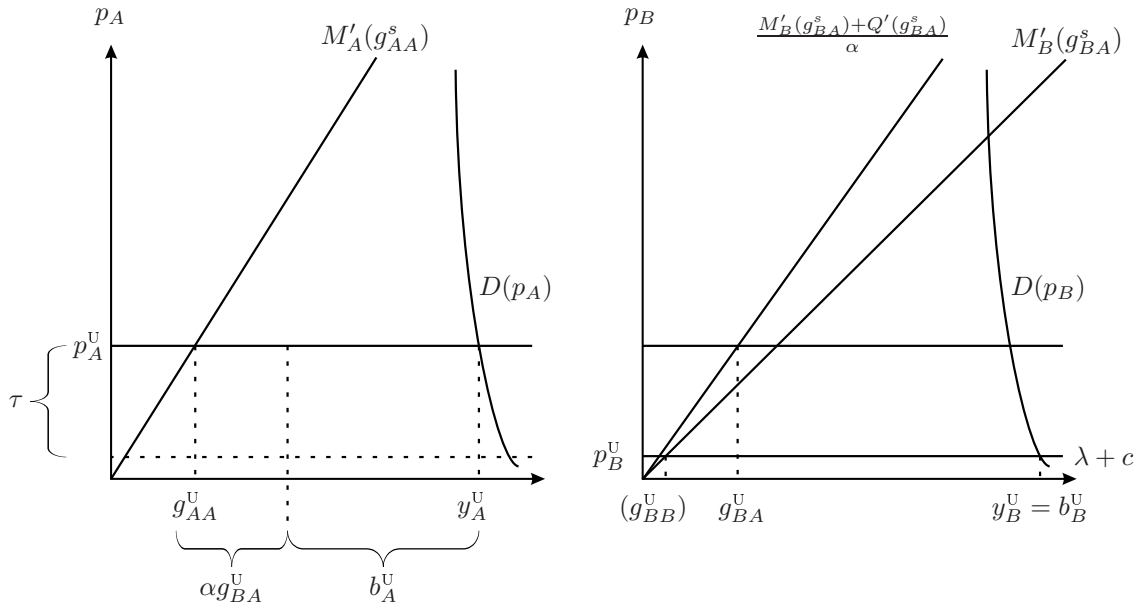 p_A
M′_A(g^s_{AA})
D(p_A)
p^U_A
τ
g^U_{AA}
y^U_A
αg^U_{BA}
b^U_A
p_B
M′_B(g^s_{BA})+Q′(g^s_{BA})
α
M′_B(g^s_{BA})
D(p_B)
p^U_B
λ + c
(g^U_{BB})
g^U_{BA}
y^U_B = b^U_B